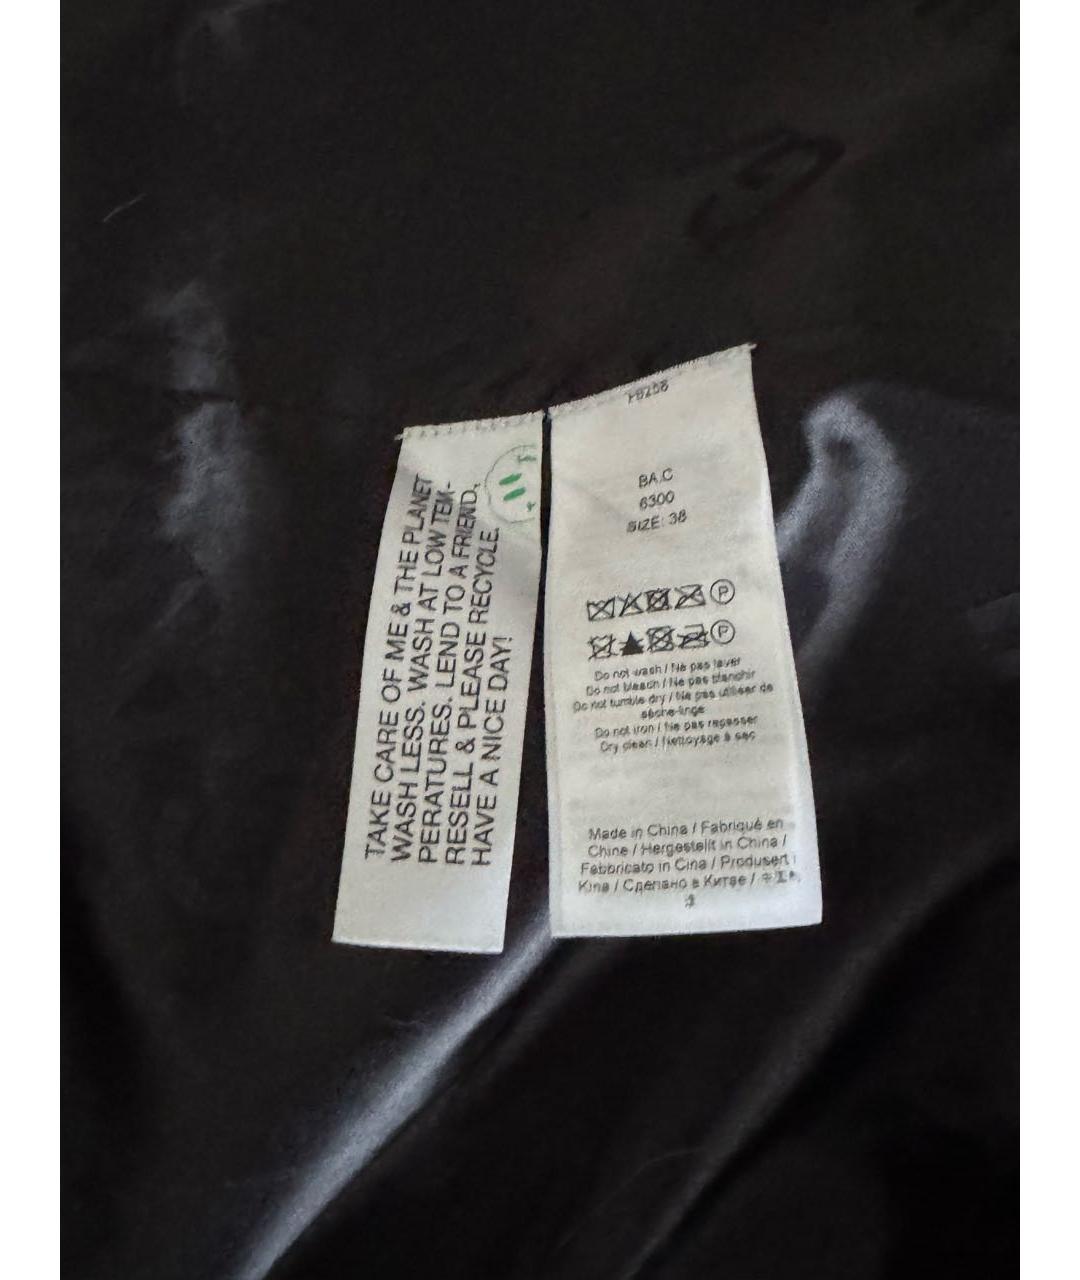 TAKE CARE OF ME & THE PLANET
WASH LESS. WASH AT LOW TEM-
PERATURES. LEND TO A FRIEND,
RESELL & PLEASE RECYCLE.
HAVE A NICE DAY!
BA.C
6300
SIZE: 38
P
P
Do not wash / Ne pas laver
Do not bleach / Ne pas blanchir
Do not tumble dry / Ne pas utiliser de
sèche-linge
Do not iron / Ne pas repasser
Dry clean / Nettoyage à sec
Made in China / Fabriqué en
Chine / Hergestellt in China /
Fabbricato in Cina / Produsert i
Kina / Сделано в Китае /